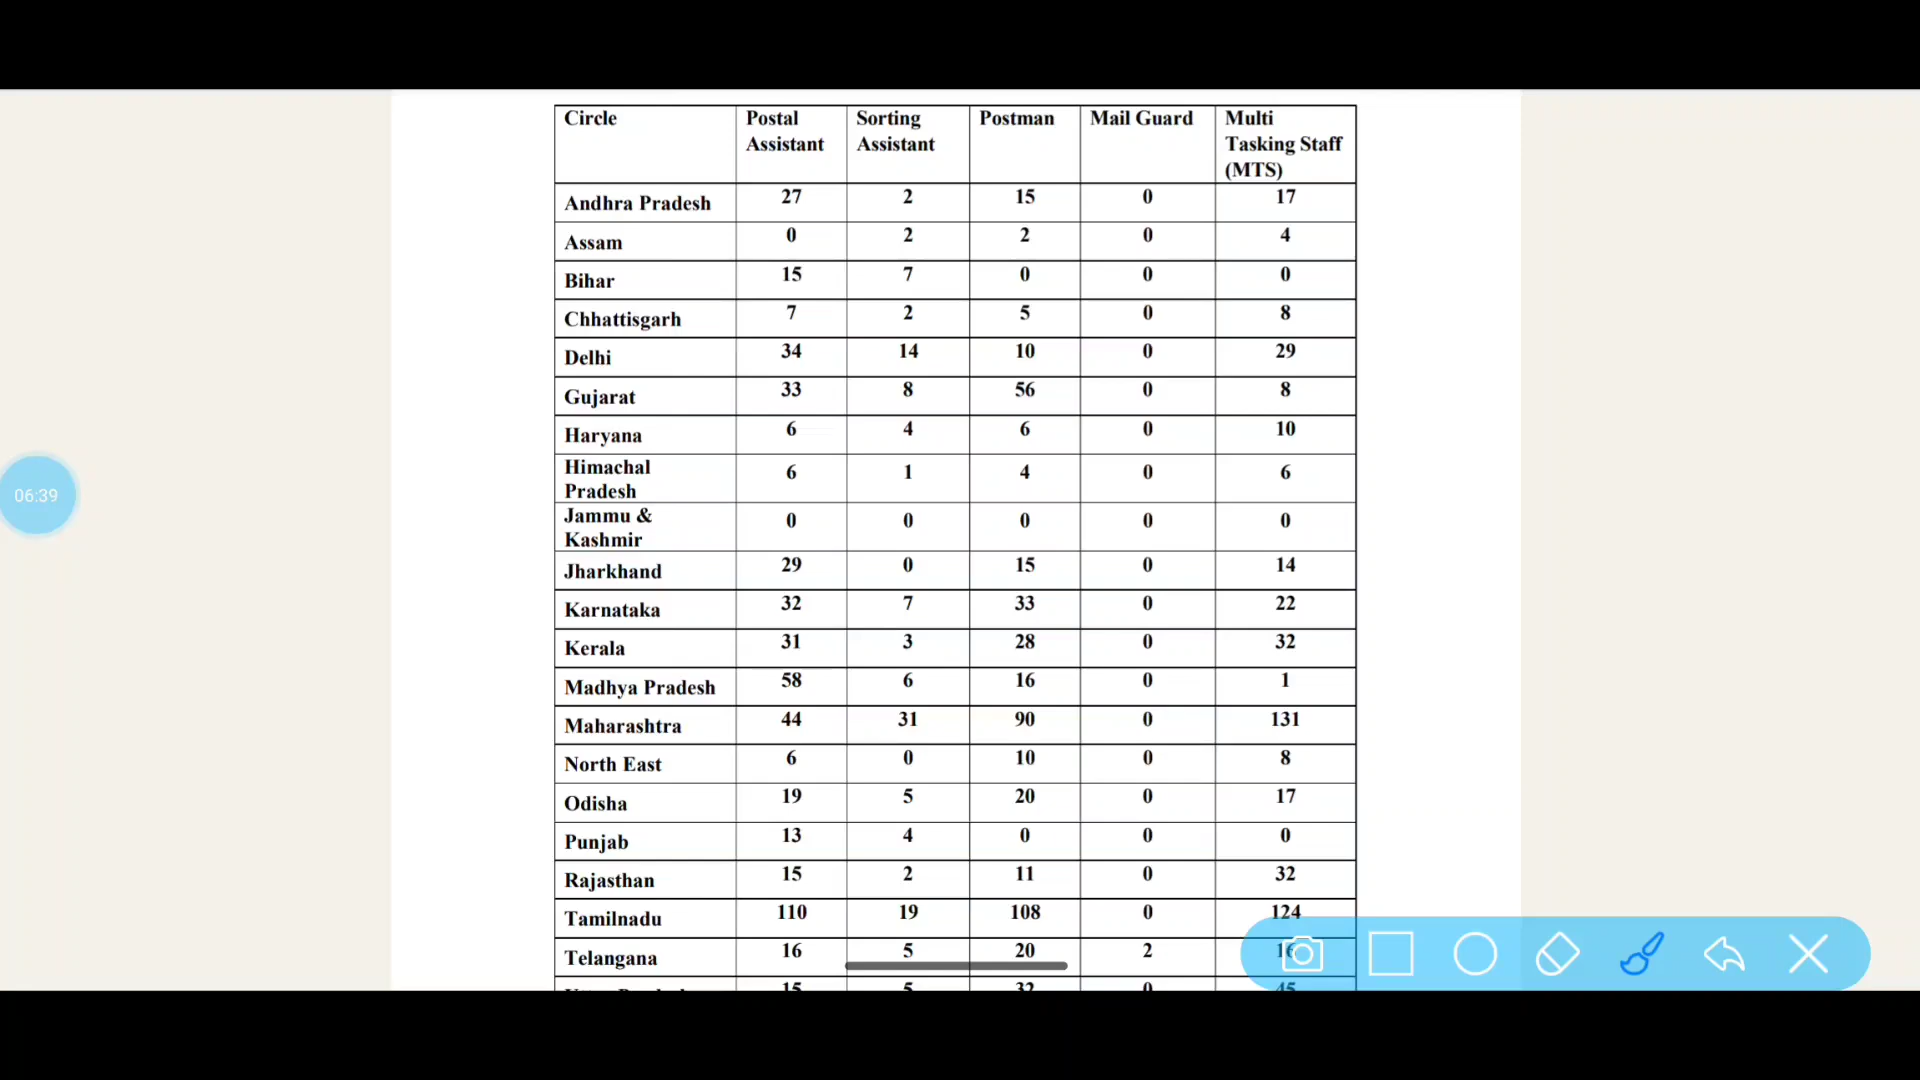 Circle Postal Assistant Sorting Assistant Postman Mail Guard Multi Tasking Staff (MTS)
Andhra Pradesh 27 2 15 0 17
Assam 0 2 2 0 4
Bihar 15 7 0 0 0
Chhattisgarh 7 2 5 0 8
Delhi 34 14 10 0 29
Gujarat 33 8 56 0 8
Haryana 6 4 6 0 10
Himachal Pradesh 6 1 4 0 6
Jammu & Kashmir 0 0 0 0 0
Jharkhand 29 0 15 0 14
Karnataka 32 7 33 0 22
Kerala 31 3 28 0 32
Madhya Pradesh 58 6 16 0 1
Maharashtra 44 31 90 0 131
North East 6 0 10 0 8
Odisha 19 5 20 0 17
Punjab 13 4 0 0 0
Rajasthan 15 2 11 0 32
Tamilnadu 110 19 108 0 124
Telangana 16 5 20 2
15 5 32 0 45
06:39